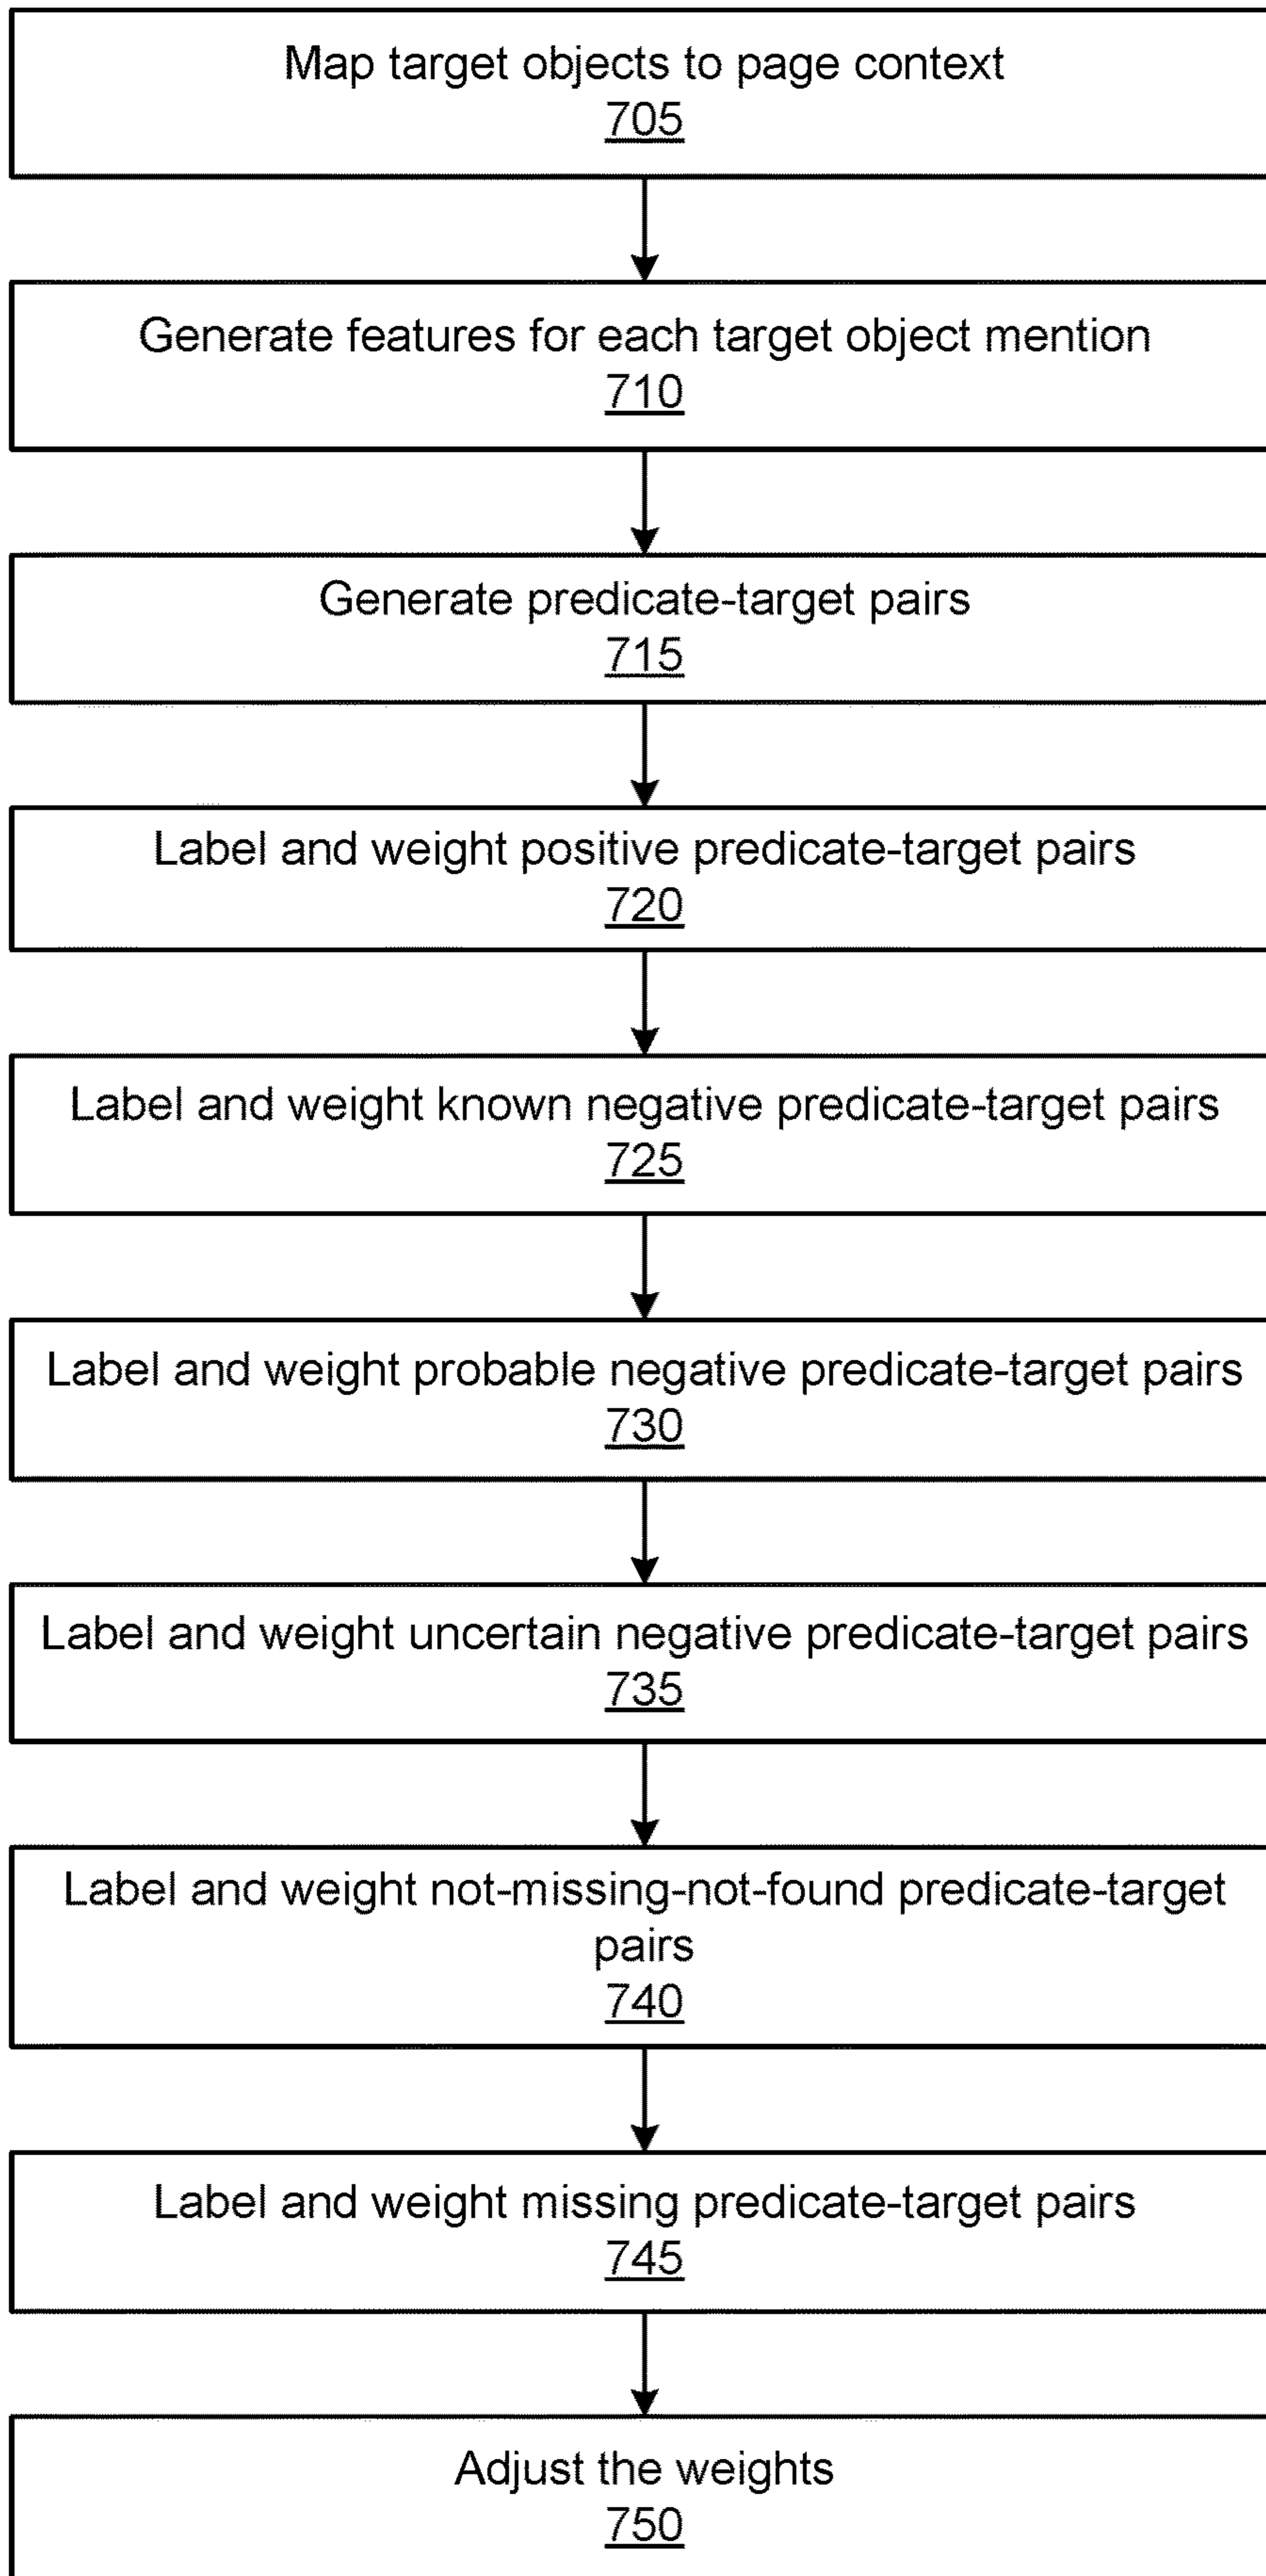 Map target objects to page context
705
Generate features for each target object mention
710
Generate predicate-target pairs
715
Label and weight positive predicate-target pairs
720
Label and weight known negative predicate-target pairs
725
Label and weight probable negative predicate-target pairs
730
Label and weight uncertain negative predicate-target pairs
735
Label and weight not-missing-not-found predicate-target
pairs
740
Label and weight missing predicate-target pairs
745
Adjust the weights
750